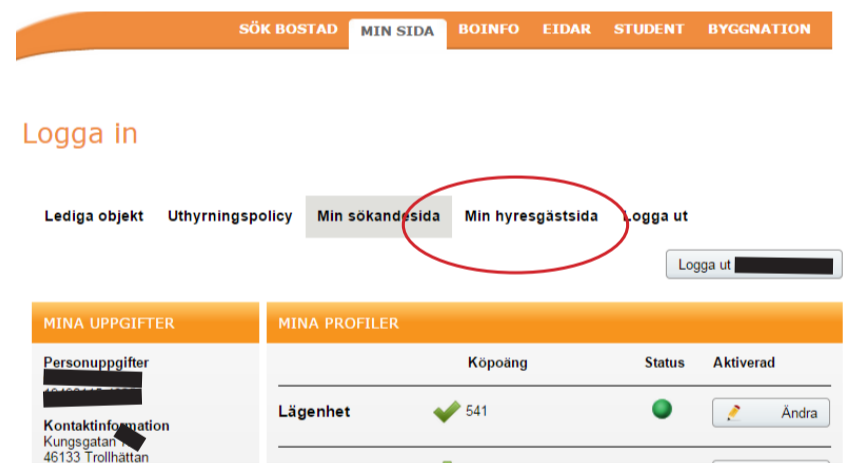 SÖK BOSTAD MIN SIDA BOINFO EIDAR STUDENT BYGGNATION
Logga in
Lediga objekt Uthyrningspolicy Min sökandesida Min hyresgästsida Logga ut
Logga ut
MINA UPPGIFTER
Personuppgifter
Kontaktinformation
Kungsgatan
46133 Trollhättan
MINA PROFILER
Köpoäng Status Aktiverad
Lägenhet 541 Ändra